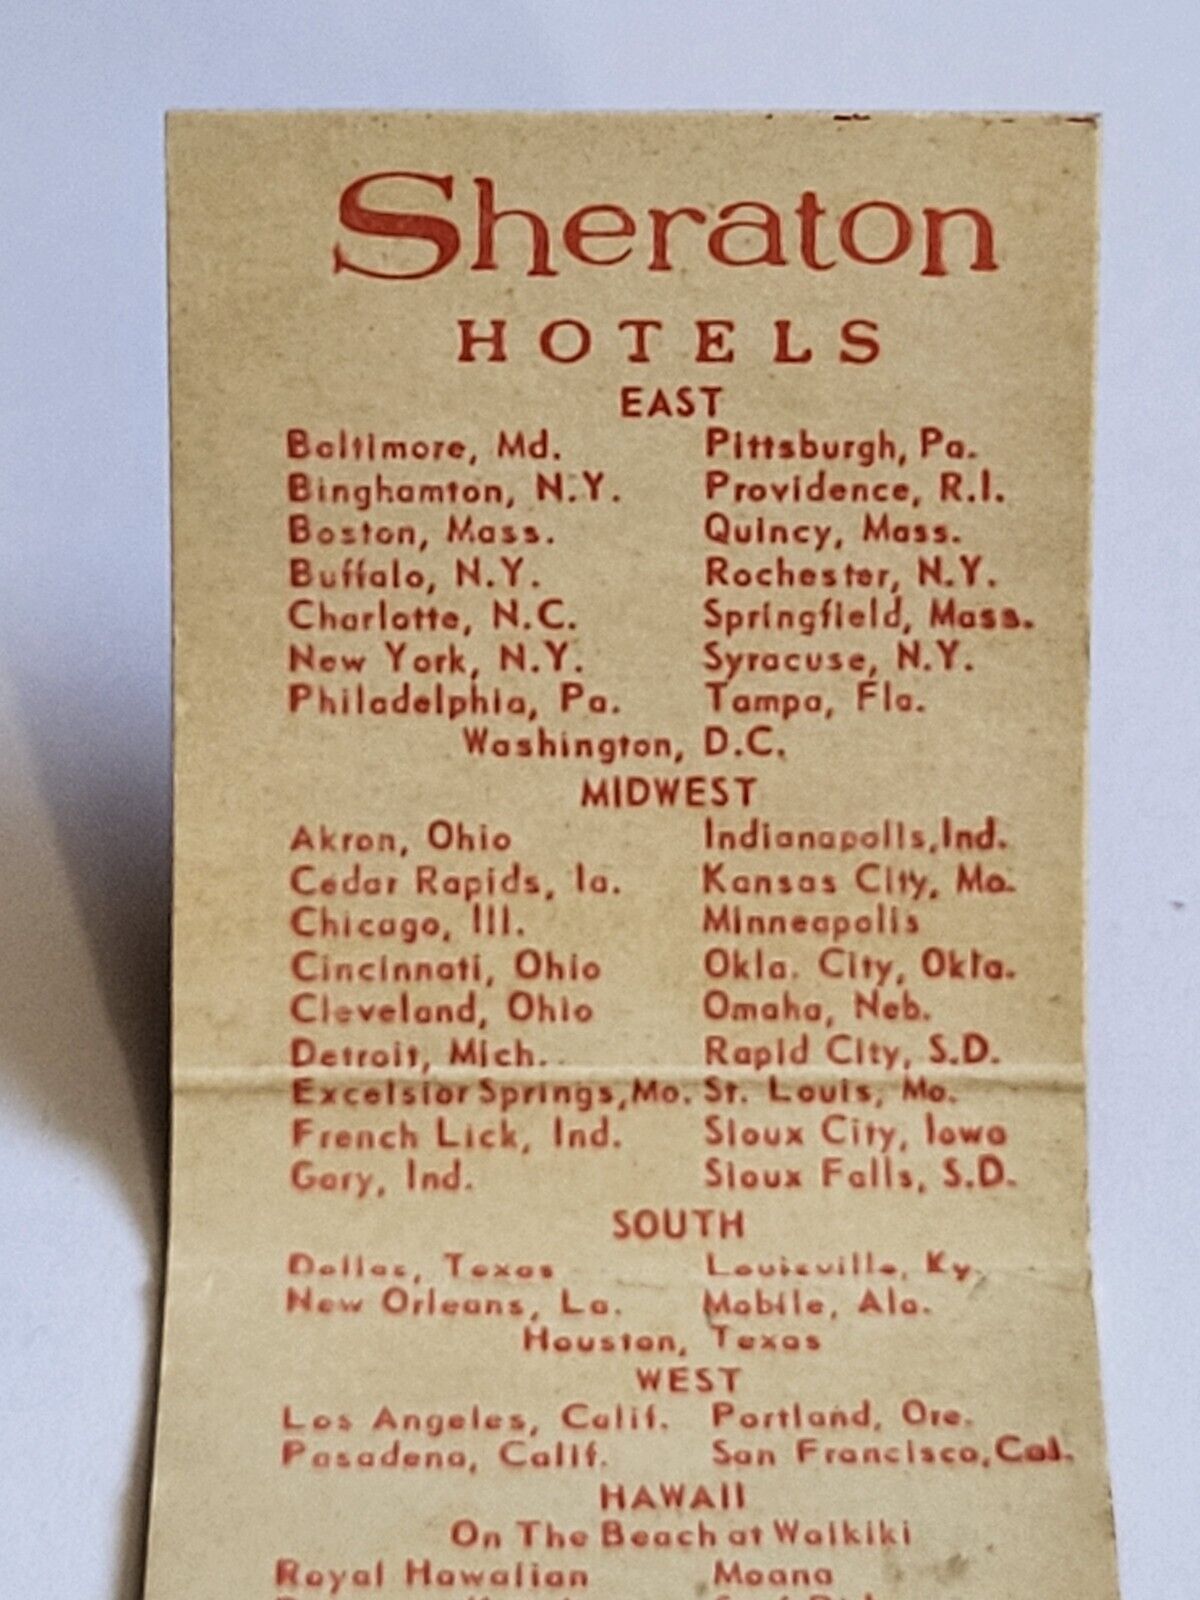 Sheraton
HOTELS
EAST
Baltimore, Md. Pittsburgh, Pa.
Binghamton, N.Y. Providence, R.I.
Boston, Mass. Quincy, Mass.
Buffalo, N.Y. Rochester, N.Y.
Charlotte, N.C. Springfield, Mass.
New York, N.Y. Syracuse, N.Y.
Philadelphia, Pa. Tampa, Fla.
Washington, D.C.
MIDWEST
Akron, Ohio Indianapolis, Ind.
Cedar Rapids, Ia. Kansas City, Mo.
Chicago, Ill. Minneapolis
Cincinnati, Ohio Okla. City, Okla.
Cleveland, Ohio Omaha, Neb.
Detroit, Mich. Rapid City, S.D.
Excelsior Springs, Mo. St. Louis, Mo.
French Lick, Ind. Sioux City, Iowa
Gary, Ind. Sioux Falls, S.D.
SOUTH
Dallas, Texas Louisville, Ky.
New Orleans, La. Mobile, Ala.
Houston, Texas
WEST
Los Angeles, Calif. Portland, Ore.
Pasadena, Calif. San Francisco, Cal.
HAWAII
On The Beach at Waikiki
Royal Hawaiian Moana